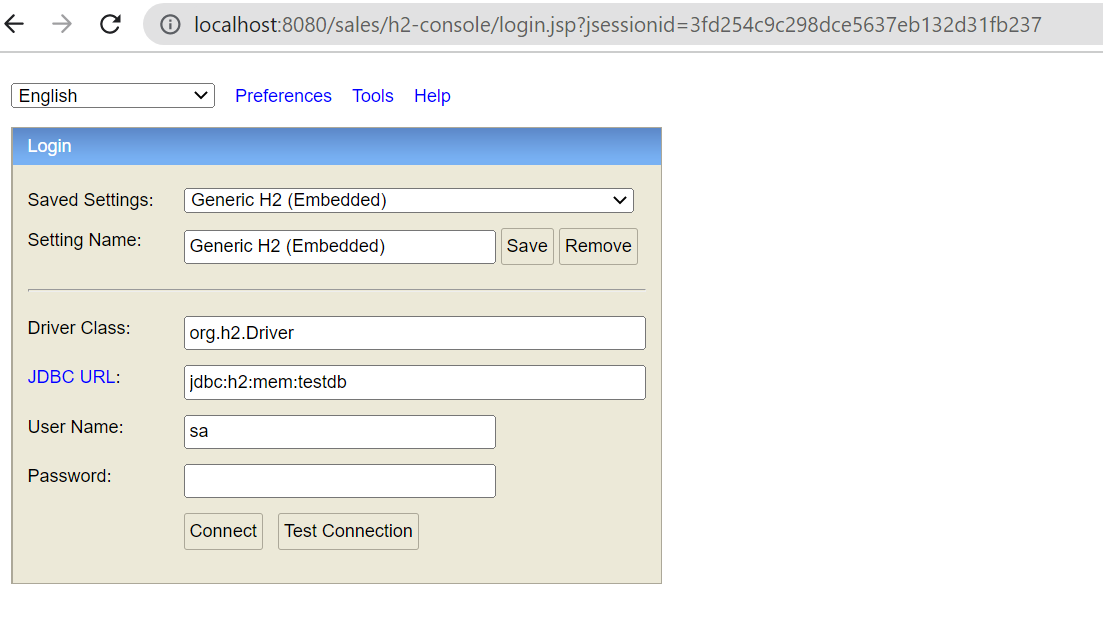 localhost:8080/sales/h2-console/login.jsp?jsessionid=3fd254c9c298dce5637eb132d31fb237
English Preferences Tools Help
Login
Saved Settings: Generic H2 (Embedded)
Setting Name: Generic H2 (Embedded) Save Remove
Driver Class: org.h2.Driver
JDBC URL: jdbc:h2:mem:testdb
User Name: sa
Password:
Connect Test Connection